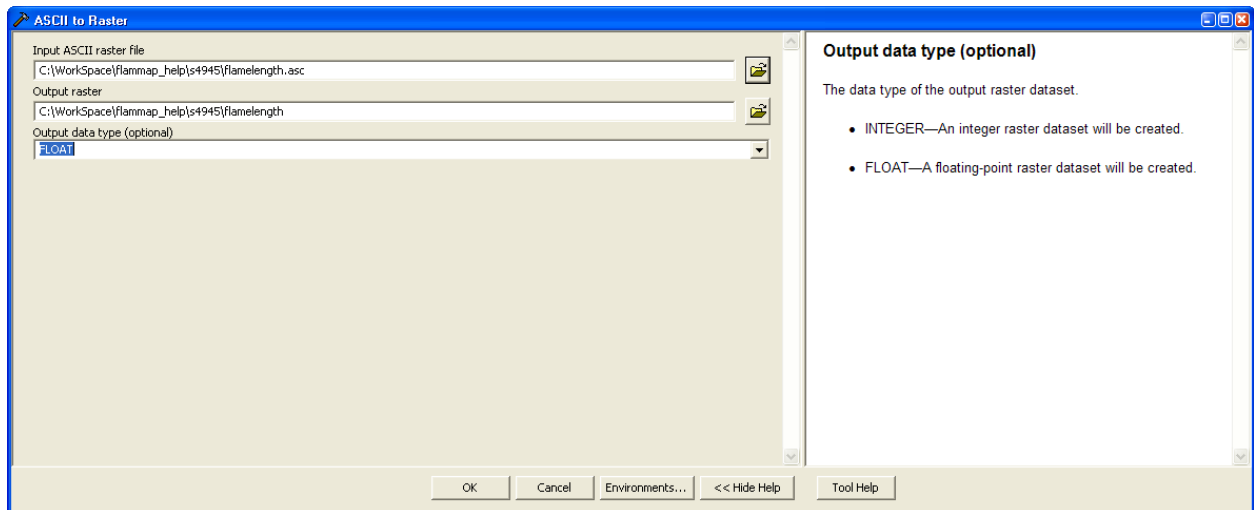 ASCII to Raster
Input ASCII raster file
C:\WorkSpace\flammap_help\s4945\flamelength.asc
Output raster
C:\WorkSpace\flammap_help\s4945\flamelength
Output data type (optional)
FLOAT
Output data type (optional)
The data type of the output raster dataset.
• INTEGER—An integer raster dataset will be created.
• FLOAT—A floating-point raster dataset will be created.
OK Cancel Environments... << Hide Help Tool Help